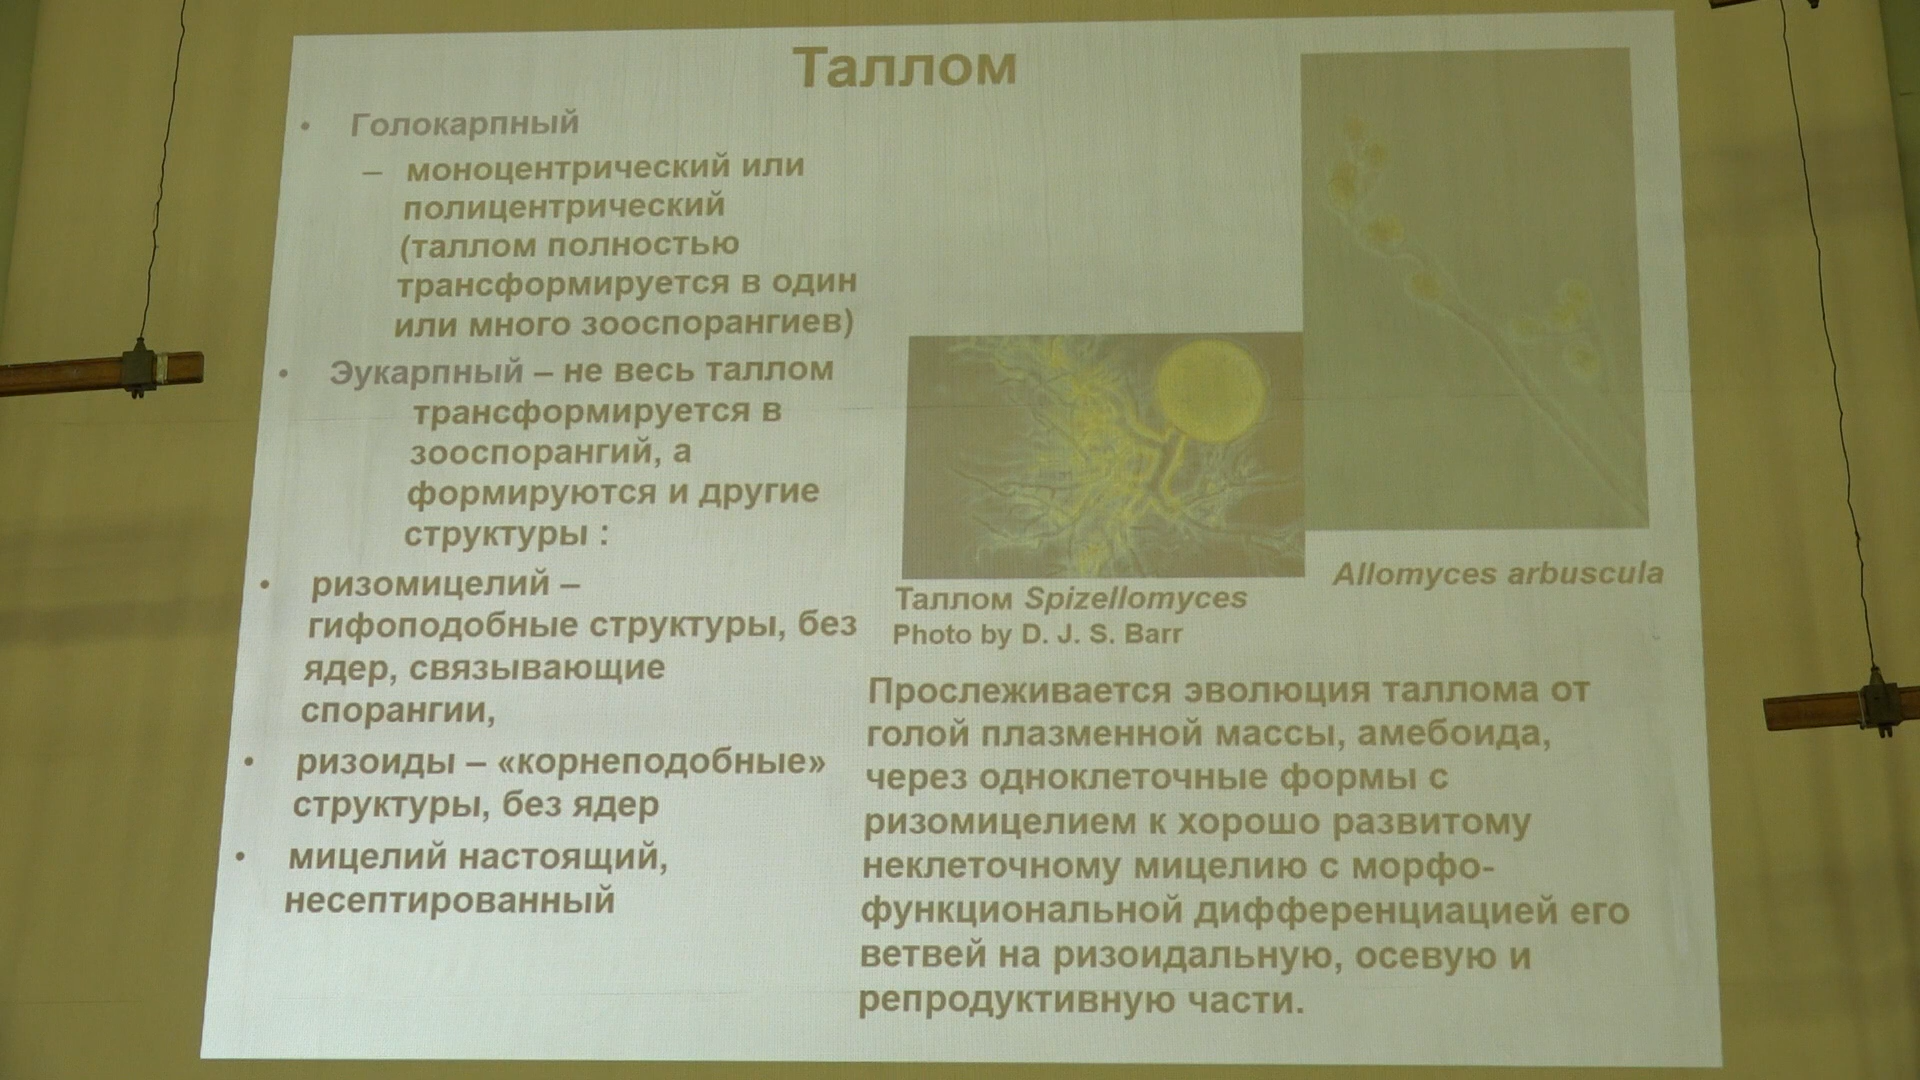 Таллом
• Голокарпный
– моноцентрический или
полицентрический
(таллом полностью
трансформируется в один
или много зооспорангиев)
• Эукарпный – не весь таллом
трансформируется в
зооспорангий, а
формируются и другие
структуры :
• ризомицелий –
гифоподобные структуры, без
ядер, связывающие
спорангии,
• ризоиды – «корнеподобные»
структуры, без ядер
• мицелий настоящий,
несептированный
Таллом Spizellomyces
Photo by D. J. S. Barr
Allomyces arbuscula
Прослеживается эволюция таллома от
голой плазменной массы, амебоида,
через одноклеточные формы с
ризомицелием к хорошо развитому
неклеточному мицелию с морфо-
функциональной дифференциацией его
ветвей на ризоидальную, осевую и
репродуктивную части.